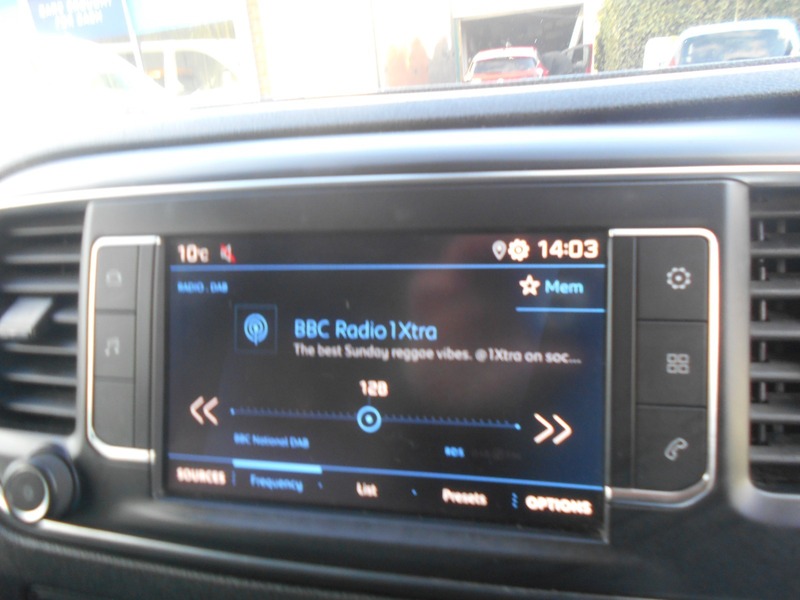 10°C 14:03
RADIO . DAB Mem
BBC Radio 1Xtra
The best Sunday reggae vibes. @1Xtra on soc...
12B
BBC National DAB
SOURCES Frequency List Presets OPTIONS